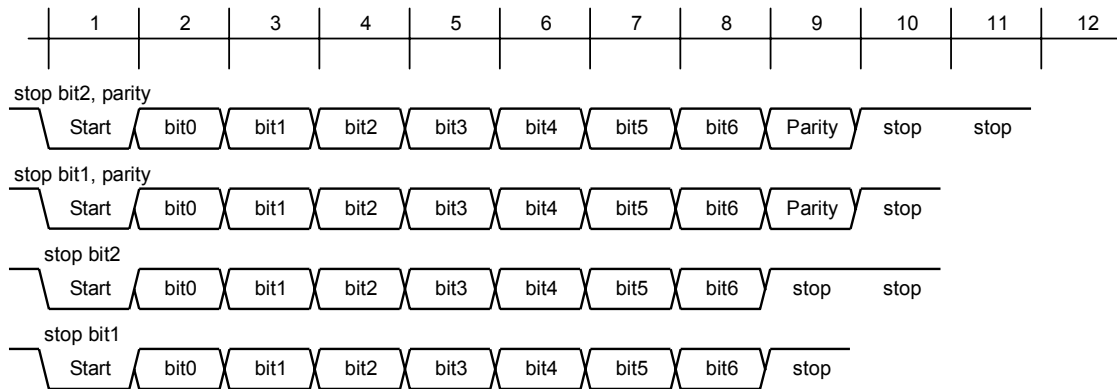 1 2 3 4 5 6 7 8 9 10 11 12
stop bit2, parity
Start bit0 bit1 bit2 bit3 bit4 bit5 bit6 Parity stop stop
stop bit1, parity
Start bit0 bit1 bit2 bit3 bit4 bit5 bit6 Parity stop
stop bit2
Start bit0 bit1 bit2 bit3 bit4 bit5 bit6 stop stop
stop bit1
Start bit0 bit1 bit2 bit3 bit4 bit5 bit6 stop